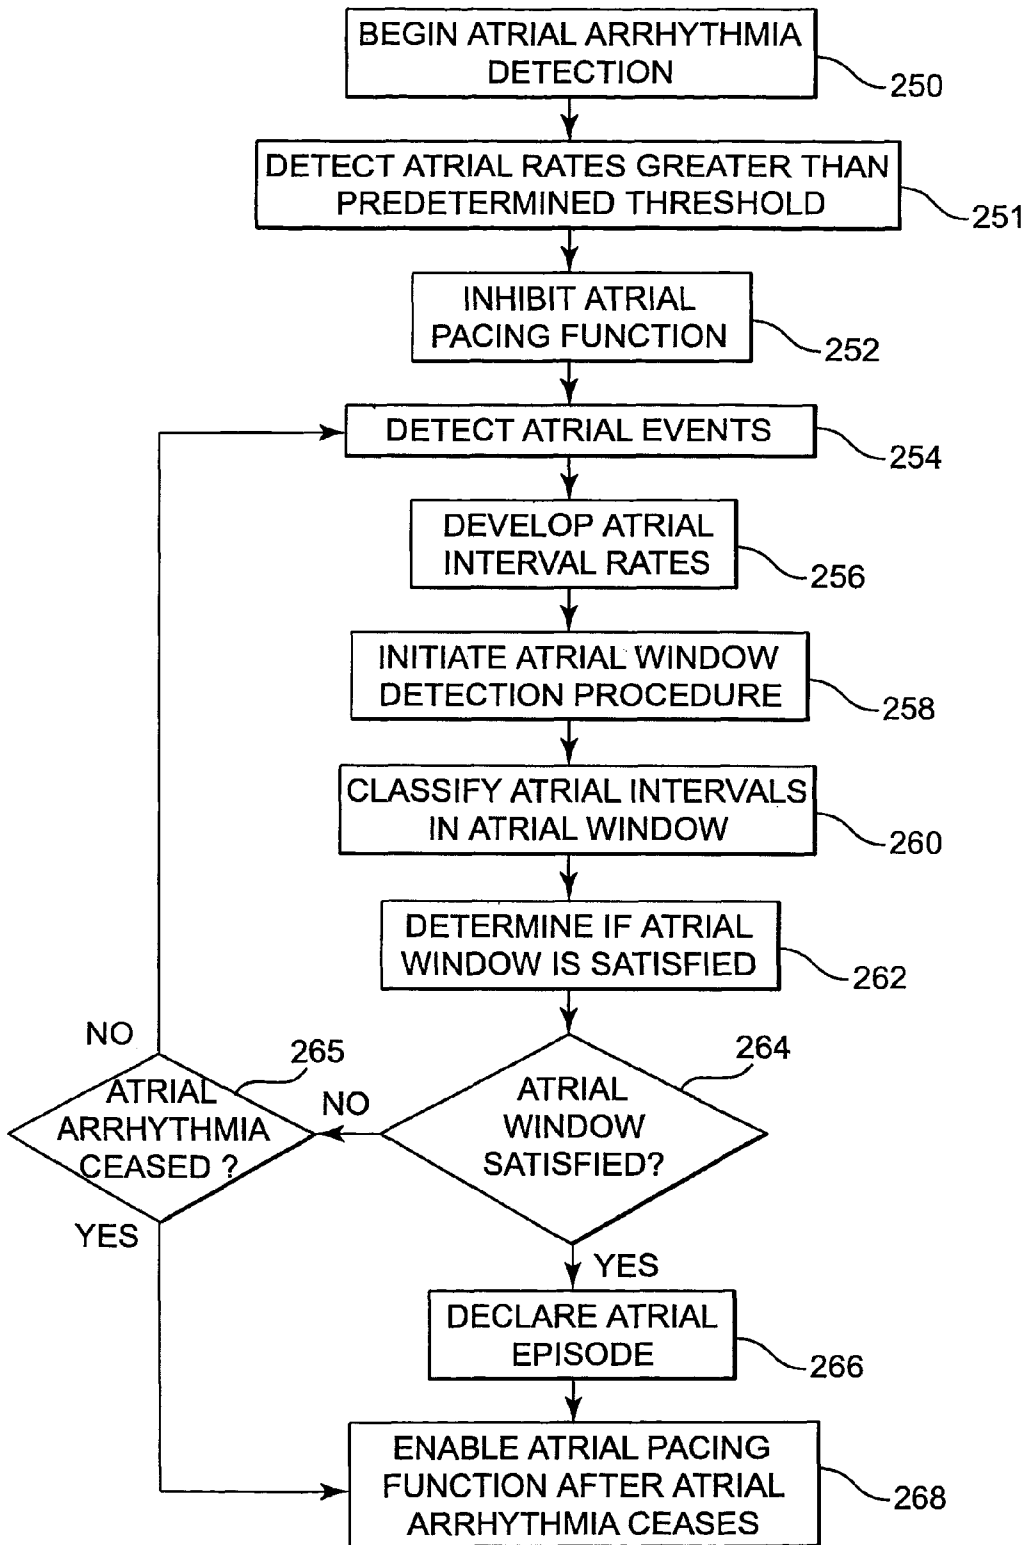 BEGIN ATRIAL ARRHYTHMIA
DETECTION
250
DETECT ATRIAL RATES GREATER THAN
PREDETERMINED THRESHOLD
251
INHIBIT ATRIAL
PACING FUNCTION
252
DETECT ATRIAL EVENTS
254
DEVELOP ATRIAL
INTERVAL RATES
256
INITIATE ATRIAL WINDOW
DETECTION PROCEDURE
258
CLASSIFY ATRIAL INTERVALS
IN ATRIAL WINDOW
260
DETERMINE IF ATRIAL
WINDOW IS SATISFIED
262
ATRIAL
WINDOW
SATISFIED?
264
NO
ATRIAL
ARRHYTHMIA
CEASED ?
265
NO
YES
YES
DECLARE ATRIAL
EPISODE
266
ENABLE ATRIAL PACING
FUNCTION AFTER ATRIAL
ARRHYTHMIA CEASES
268